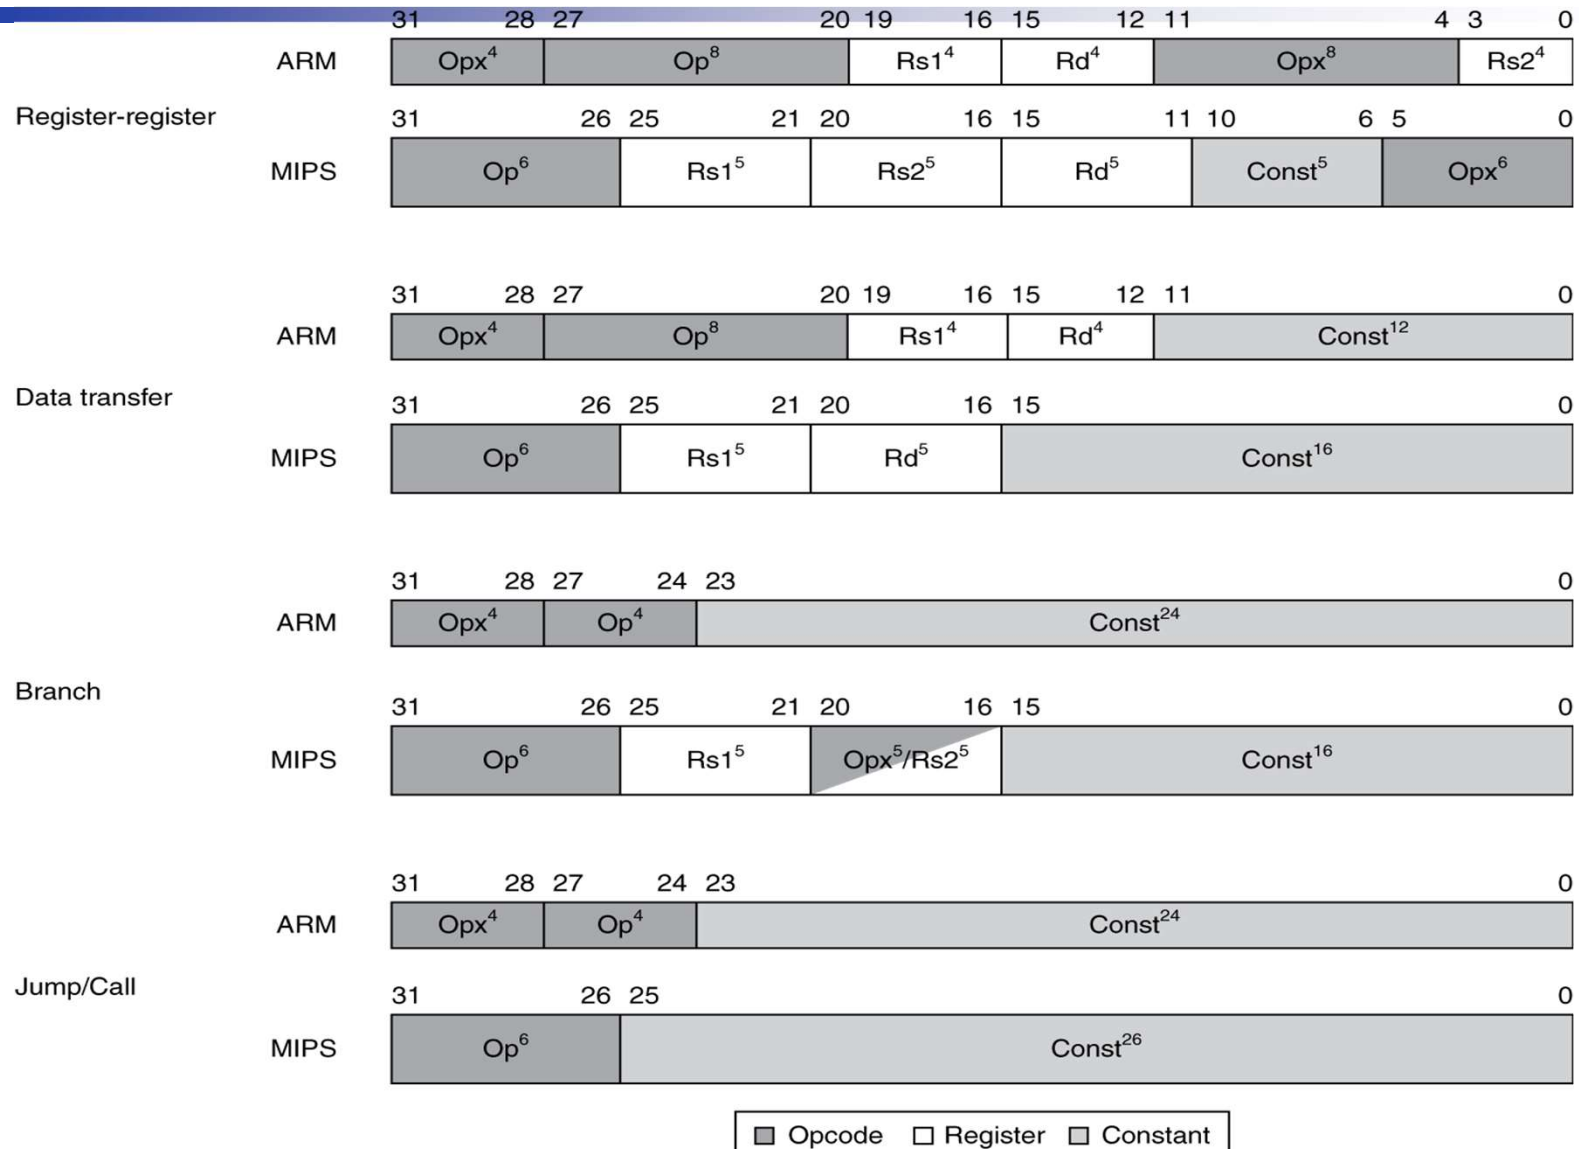 31 28 27 20 19 16 15 12 11 4 3 0
ARM Opx⁴ Op⁸ Rs1⁴ Rd⁴ Opx⁸ Rs2⁴
Register-register
31 26 25 21 20 16 15 11 10 6 5 0
MIPS Op⁶ Rs1⁵ Rs2⁵ Rd⁵ Const⁵ Opx⁶
31 28 27 20 19 16 15 12 11 0
ARM Opx⁴ Op⁸ Rs1⁴ Rd⁴ Const¹²
Data transfer
31 26 25 21 20 16 15 0
MIPS Op⁶ Rs1⁵ Rd⁵ Const¹⁶
31 28 27 24 23 0
ARM Opx⁴ Op⁴ Const²⁴
Branch
31 26 25 21 20 16 15 0
MIPS Op⁶ Rs1⁵ Opx⁵/Rs2⁵ Const¹⁶
31 28 27 24 23 0
ARM Opx⁴ Op⁴ Const²⁴
Jump/Call
31 26 25 0
MIPS Op⁶ Const²⁶
Opcode Register Constant